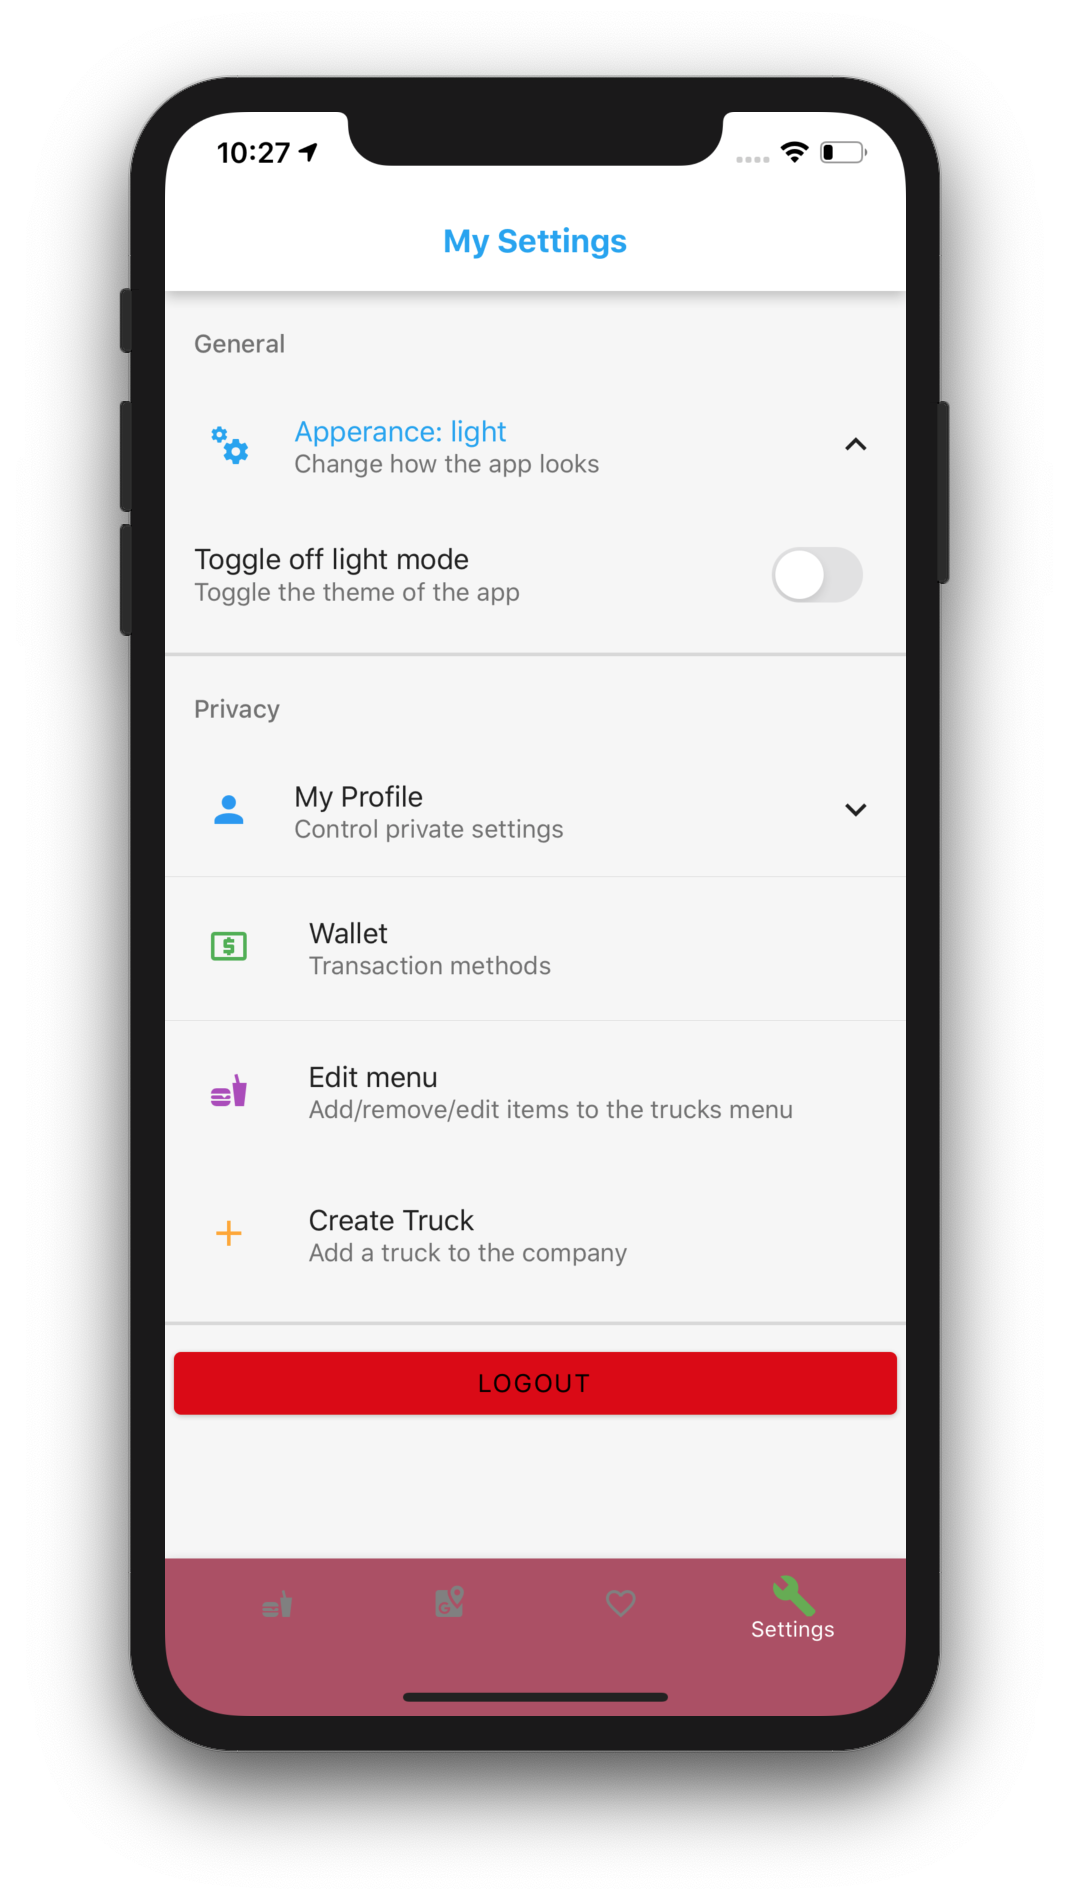 10:27
My Settings
General
Apperance: light
Change how the app looks
Toggle off light mode
Toggle the theme of the app
Privacy
My Profile
Control private settings
$
Wallet
Transaction methods
Edit menu
Add/remove/edit items to the trucks menu
Create Truck
Add a truck to the company
LOGOUT
G
Settings